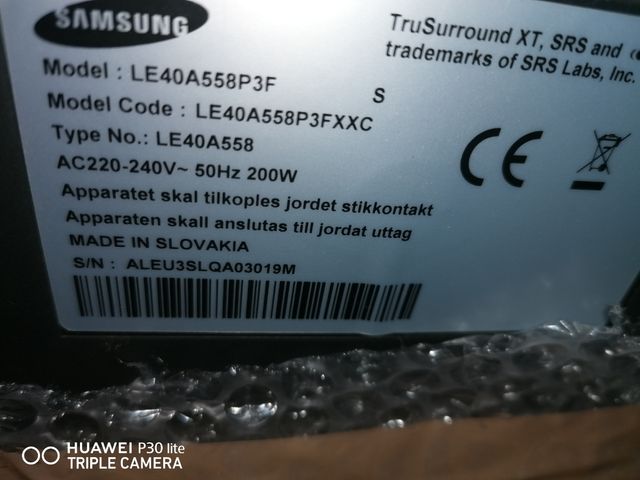 SAMSUNG
TruSurround XT, SRS and
trademarks of SRS Labs, Inc.
Model : LE40A558P3F
S
Model Code : LE40A558P3FXXC
Type No.: LE40A558
AC220-240V~ 50Hz 200W
Apparatet skal tilkoples jordet stikkontakt
Apparaten skall anslutas till jordat uttag
MADE IN SLOVAKIA
S/N : ALEU3SLQA03019M
CE
HUAWEI P30 lite
TRIPLE CAMERA